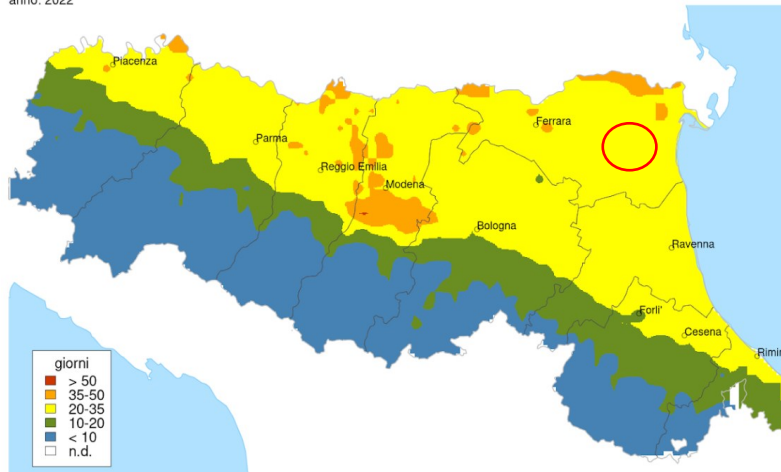 anno: 2022
Piacenza
Parma
Reggio Emilia
Modena
Ferrara
Bologna
Ravenna
Forli'
Cesena
Rimin
giorni
> 50
35-50
20-35
10-20
< 10
n.d.